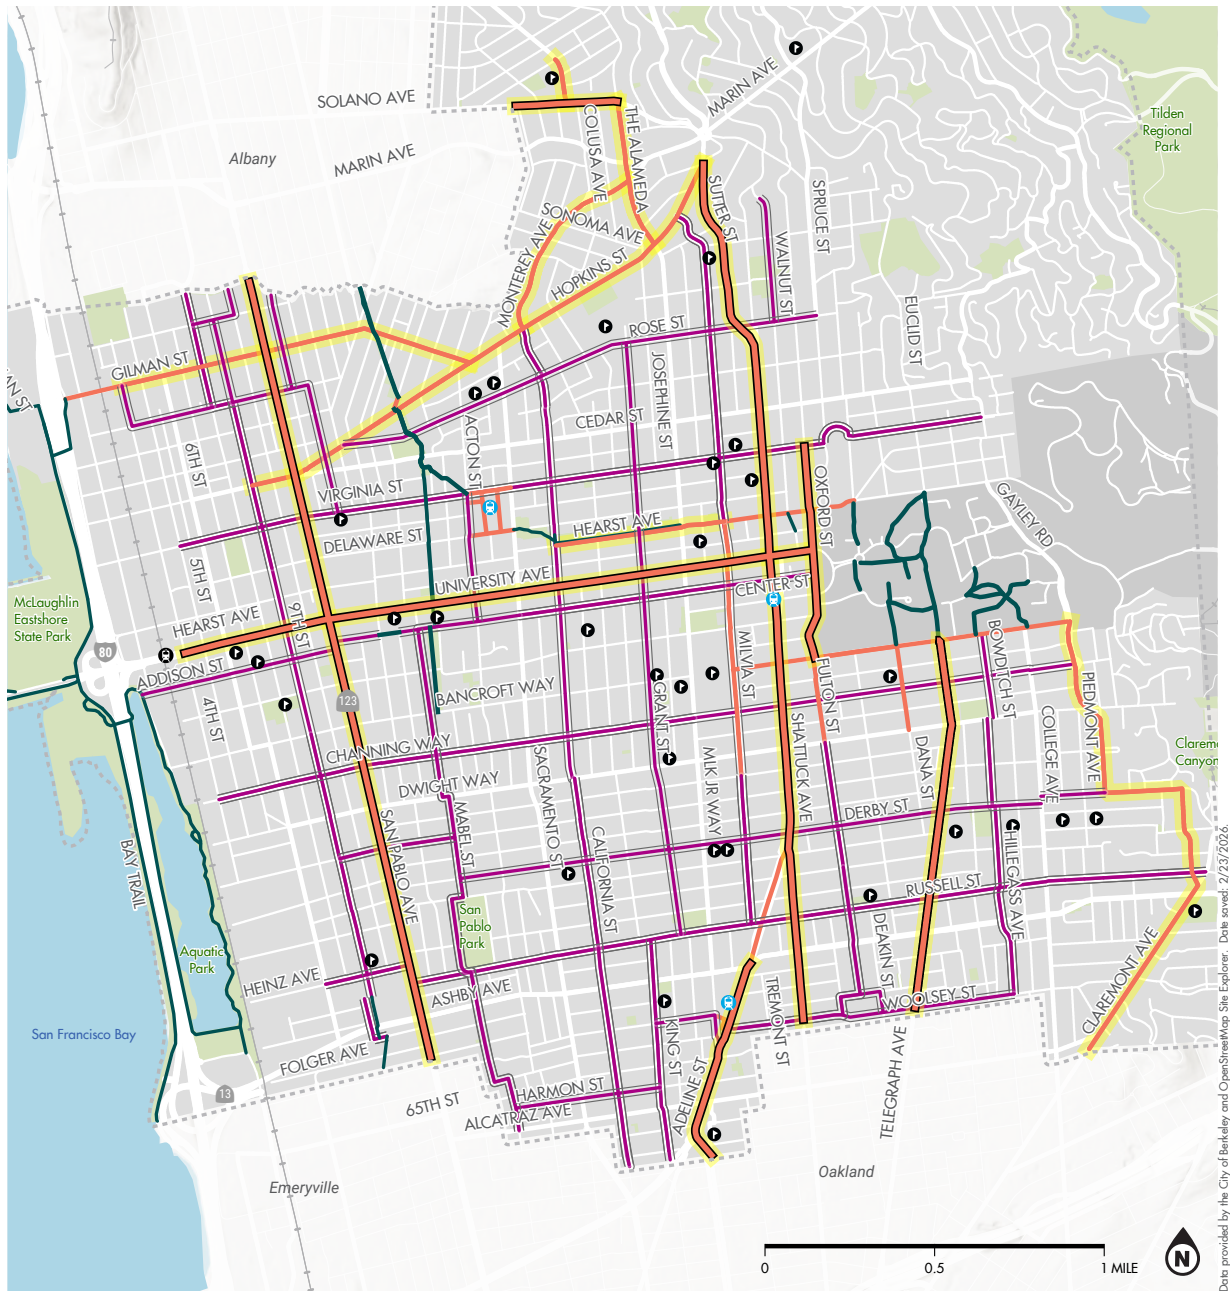 SOLANO AVE
MARIN AVE
Albany
MARIN AVE
COLUSA AVE
THE ALAMEDA
Tilden
Regional
Park
SUTTER ST
SPRUCE ST
SONOMA AVE
MONTEREY AVE
HOPKINS ST
WALNUT ST
EUCLID ST
ROSE ST
GILMAN ST
JOSEPHINE ST
CEDAR ST
ACTON ST
6TH ST
VIRGINIA ST
OXFORD ST
GAYLEY RD
HEARST AVE
DELAWARE ST
5TH ST
UNIVERSITY AVE
CENTER ST
McLaughlin
Eastshore
State Park
HEARST AVE
9TH ST
80
ADDISON ST
MILVIA ST
BOWDITCH ST
4TH ST
123
BANCROFT WAY
GRANT ST
FULTON ST
PIEDMONT AVE
CHANNING WAY
SHATTUCK AVE
COLLEGE AVE
DANA ST
Claremo
Canyon
DWIGHT WAY
SACRAMENTO ST
MLK JR WAY
DERBY ST
SAN PABLO AVE
MABEL ST
CALIFORNIA ST
HILLEGASS AVE
BAY TRAIL
RUSSELL ST
San
Pablo
Park
DEAKIN ST
Aquatic
Park
HEINZ AVE
ASHBY AVE
TREMONT ST
WOOLSEY ST
CLAREMONT AVE
San Francisco Bay
KING ST
FOLGER AVE
HARMON ST
ADELINE ST
TELEGRAPH AVE
13
65TH ST
ALCATRAZ AVE
Oakland
Emeryville
N
0
0.5
1 MILE
Data provided by the City of Berkeley and OpenStreetMap Site Explorer. Date saved: 2/23/2026.